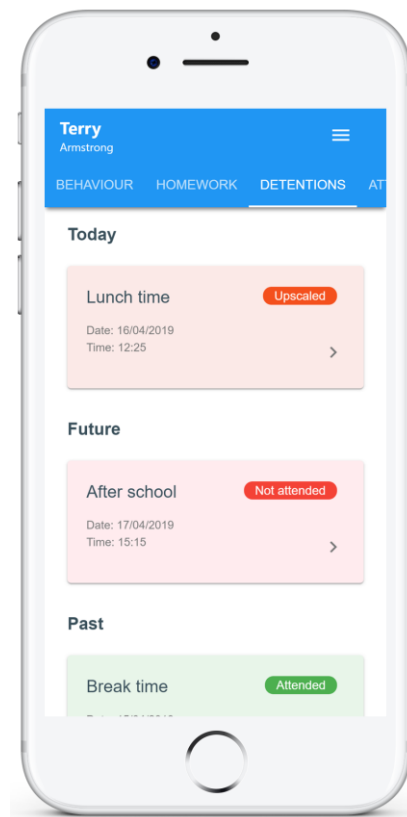 Terry
Armstrong
BEHAVIOUR HOMEWORK DETENTIONS AT
Today
Lunch time Upscaled
Date: 16/04/2019
Time: 12:25
Future
After school Not attended
Date: 17/04/2019
Time: 15:15
Past
Break time Attended